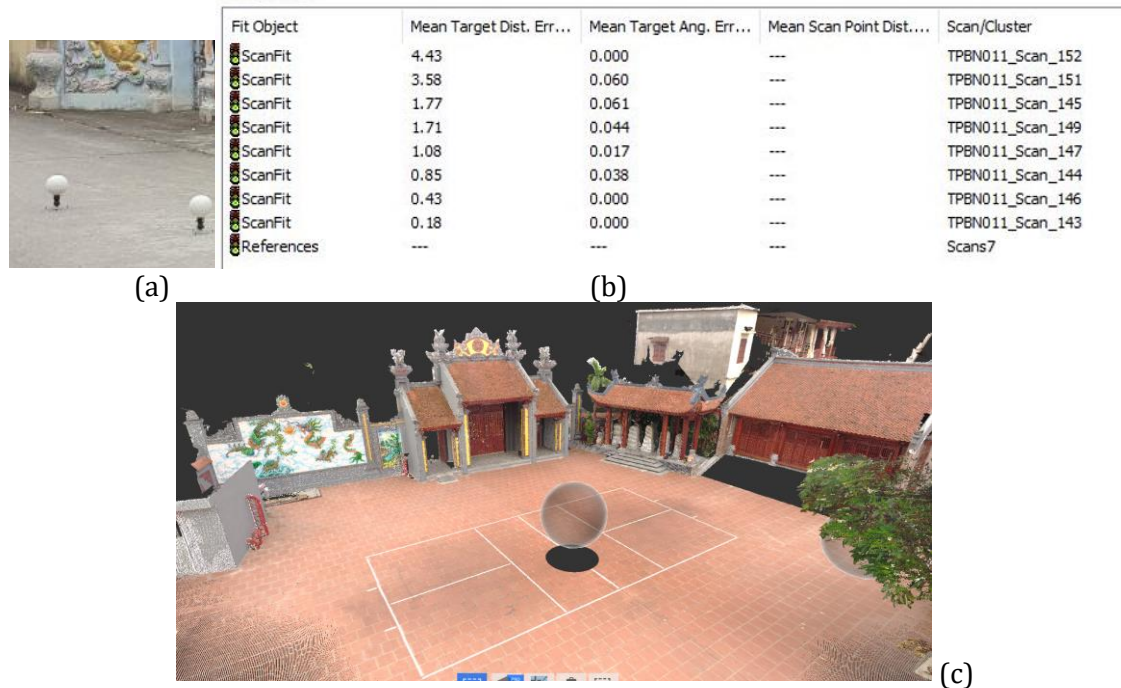 Fit Object Mean Target Dist. Err... Mean Target Ang. Err... Mean Scan Point Dist.... Scan/Cluster
ScanFit 4.43 0.000 --- TPBN011_Scan_152
ScanFit 3.58 0.060 --- TPBN011_Scan_151
ScanFit 1.77 0.061 --- TPBN011_Scan_145
ScanFit 1.71 0.044 --- TPBN011_Scan_149
ScanFit 1.08 0.017 --- TPBN011_Scan_147
ScanFit 0.85 0.038 --- TPBN011_Scan_144
ScanFit 0.43 0.000 --- TPBN011_Scan_146
ScanFit 0.18 0.000 --- TPBN011_Scan_143
References --- --- --- Scans7
(a) (b)
(c)